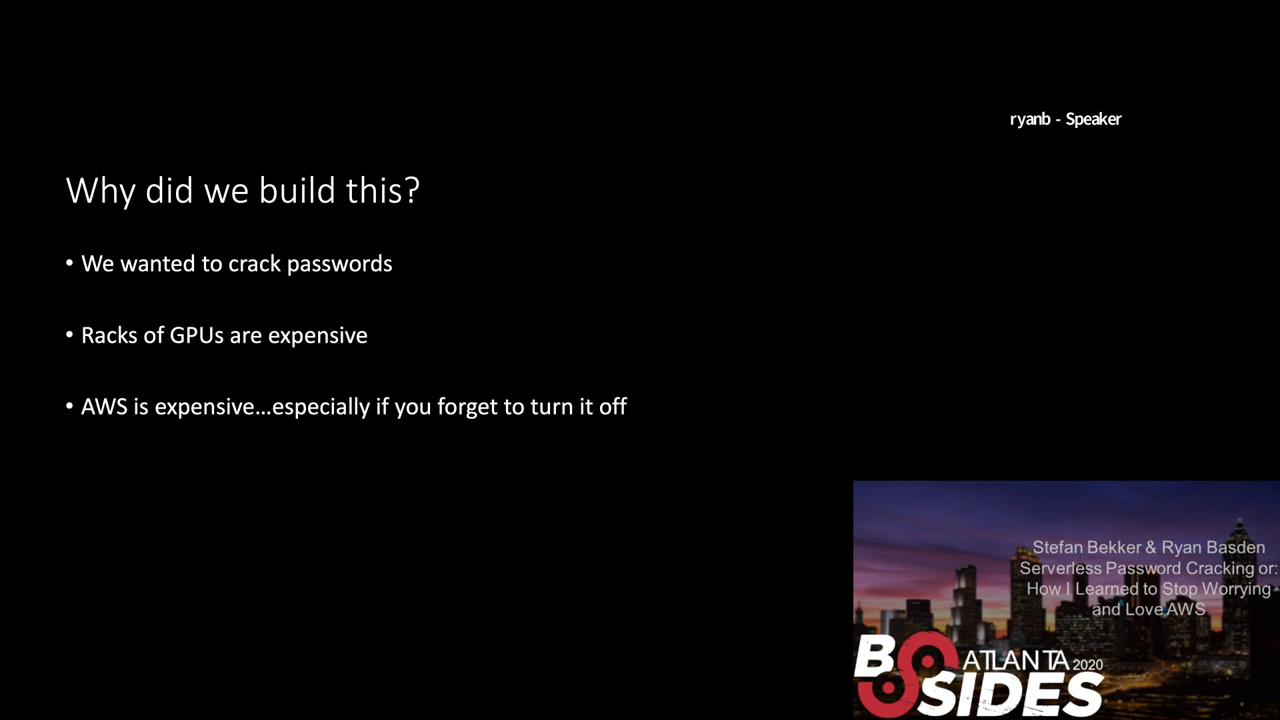 ryanb - Speaker
Why did we build this?
• We wanted to crack passwords
• Racks of GPUs are expensive
• AWS is expensive...especially if you forget to turn it off
Stefan Bekker & Ryan Basden
Serverless Password Cracking or:
How I Learned to Stop Worrying
and Love AWS
BSIDES ATLANTA 2020